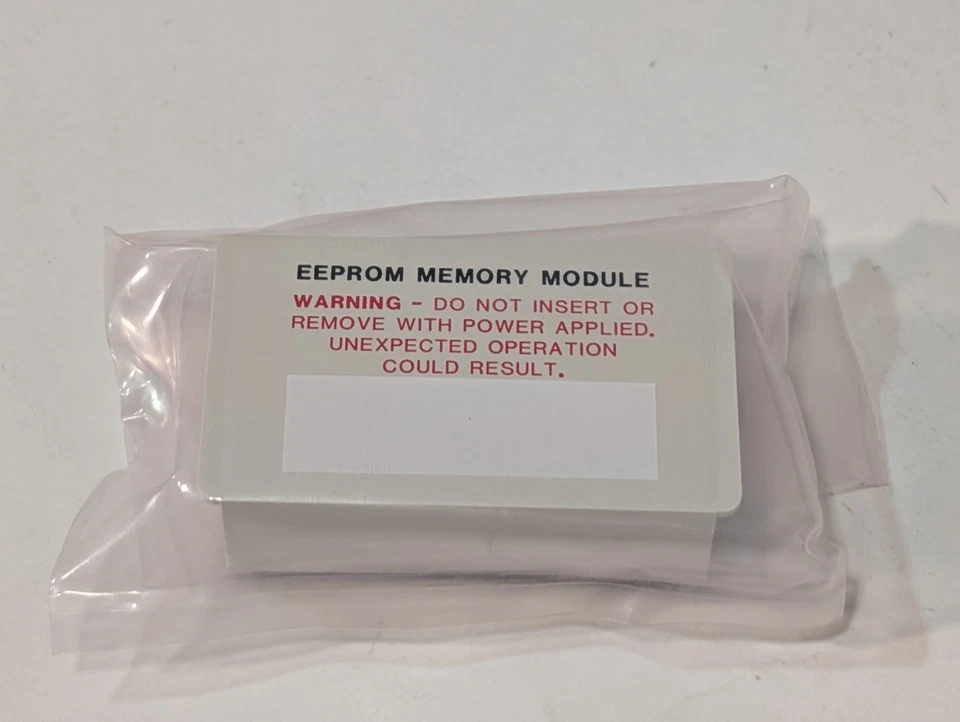 EEPROM MEMORY MODULE
WARNING - DO NOT INSERT OR
REMOVE WITH POWER APPLIED.
UNEXPECTED OPERATION
COULD RESULT.